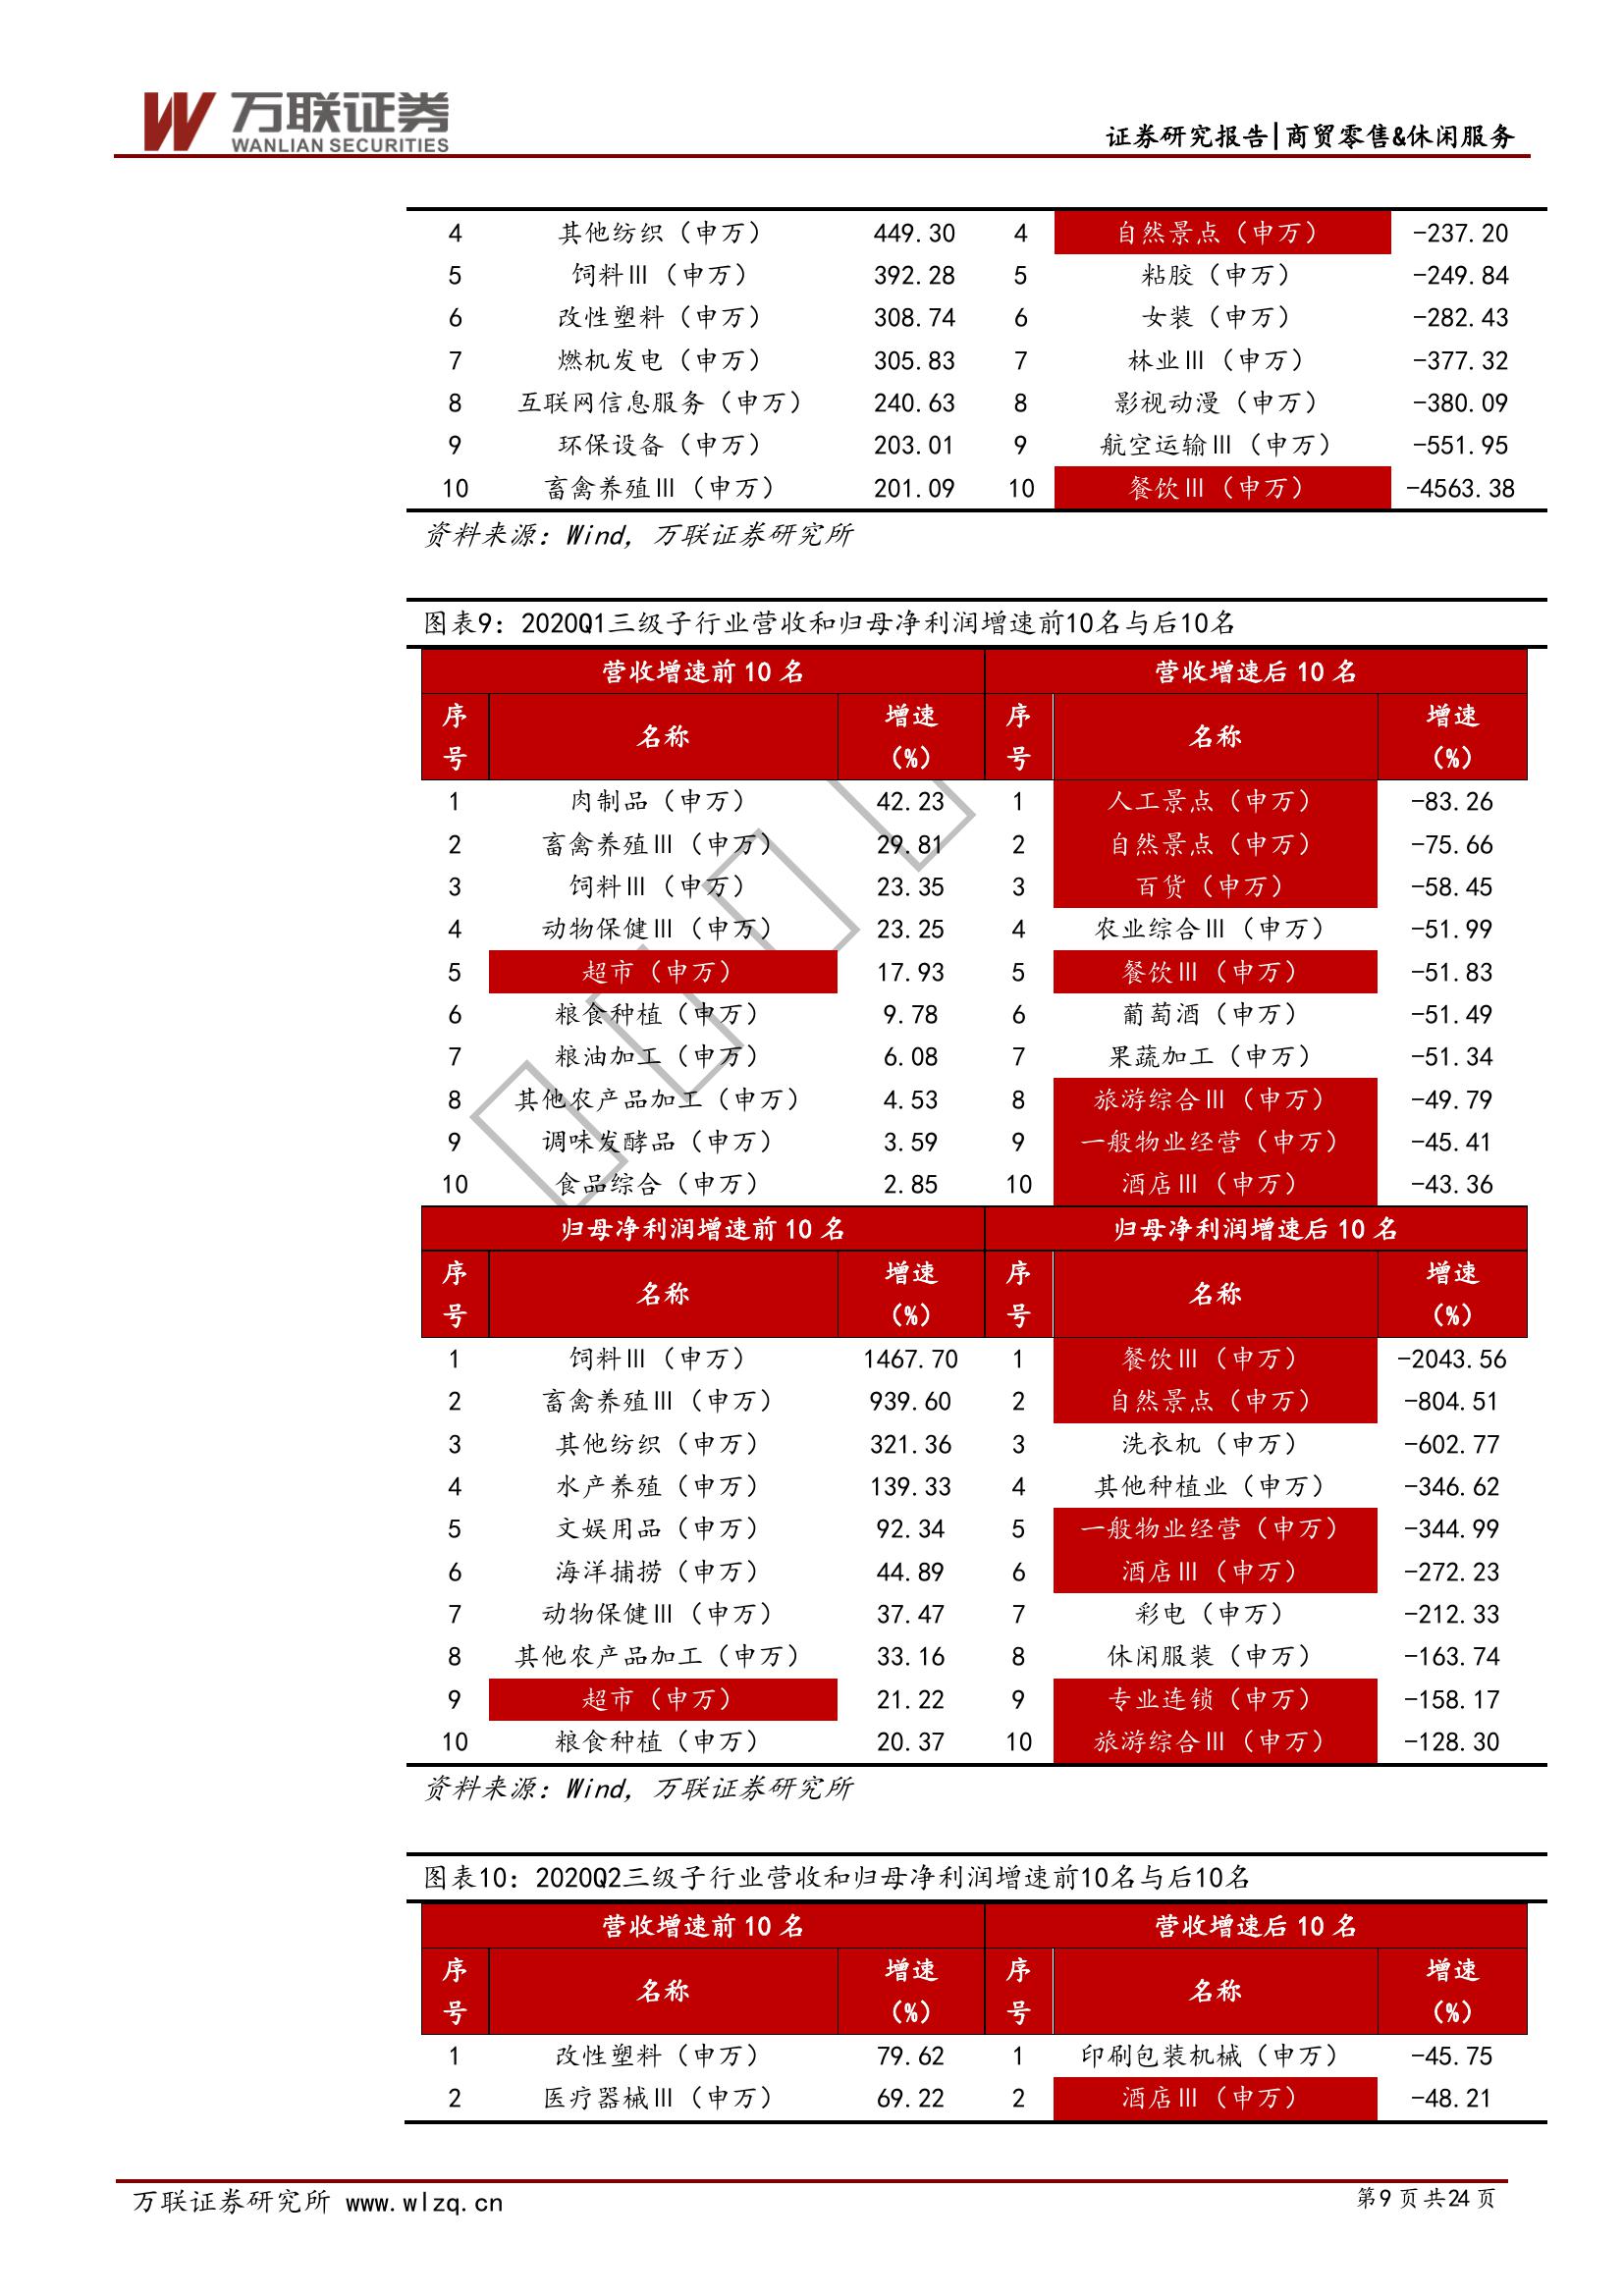 万联证券
WANLIAN SECURITIES
证券研究报告|商贸零售&休闲服务
4 其他纺织（申万） 449.30 4 自然景点（申万） -237.20
5 饲料Ⅲ（申万） 392.28 5 粘胶（申万） -249.84
6 改性塑料（申万） 308.74 6 女装（申万） -282.43
7 燃机发电（申万） 305.83 7 林业Ⅲ（申万） -377.32
8 互联网信息服务（申万） 240.63 8 影视动漫（申万） -380.09
9 环保设备（申万） 203.01 9 航空运输Ⅲ（申万） -551.95
10 畜禽养殖Ⅲ（申万） 201.09 10 餐饮Ⅲ（申万） -4563.38
资料来源：Wind，万联证券研究所
图表9：2020Q1三级子行业营收和归母净利润增速前10名与后10名
营收增速前 10 名 营收增速后 10 名
序号 名称 增速（%） 序号 名称 增速（%）
1 肉制品（申万） 42.23 1 人工景点（申万） -83.26
2 畜禽养殖Ⅲ（申万） 29.81 2 自然景点（申万） -75.66
3 饲料Ⅲ（申万） 23.35 3 百货（申万） -58.45
4 动物保健Ⅲ（申万） 23.25 4 农业综合Ⅲ（申万） -51.99
5 超市（申万） 17.93 5 餐饮Ⅲ（申万） -51.83
6 粮食种植（申万） 9.78 6 葡萄酒（申万） -51.49
7 粮油加工（申万） 6.08 7 果蔬加工（申万） -51.34
8 其他农产品加工（申万） 4.53 8 旅游综合Ⅲ（申万） -49.79
9 调味发酵品（申万） 3.59 9 一般物业经营（申万） -45.41
10 食品综合（申万） 2.85 10 酒店Ⅲ（申万） -43.36
归母净利润增速前 10 名 归母净利润增速后 10 名
序号 名称 增速（%） 序号 名称 增速（%）
1 饲料Ⅲ（申万） 1467.70 1 餐饮Ⅲ（申万） -2043.56
2 畜禽养殖Ⅲ（申万） 939.60 2 自然景点（申万） -804.51
3 其他纺织（申万） 321.36 3 洗衣机（申万） -602.77
4 水产养殖（申万） 139.33 4 其他种植业（申万） -346.62
5 文娱用品（申万） 92.34 5 一般物业经营（申万） -344.99
6 海洋捕捞（申万） 44.89 6 酒店Ⅲ（申万） -272.23
7 动物保健Ⅲ（申万） 37.47 7 彩电（申万） -212.33
8 其他农产品加工（申万） 33.16 8 休闲服装（申万） -163.74
9 超市（申万） 21.22 9 专业连锁（申万） -158.17
10 粮食种植（申万） 20.37 10 旅游综合Ⅲ（申万） -128.30
资料来源：Wind，万联证券研究所
图表10：2020Q2三级子行业营收和归母净利润增速前10名与后10名
营收增速前 10 名 营收增速后 10 名
序号 名称 增速（%） 序号 名称 增速（%）
1 改性塑料（申万） 79.62 1 印刷包装机械（申万） -45.75
2 医疗器械Ⅲ（申万） 69.22 2 酒店Ⅲ（申万） -48.21
万联证券研究所 www.wlzq.cn 第9页共24页